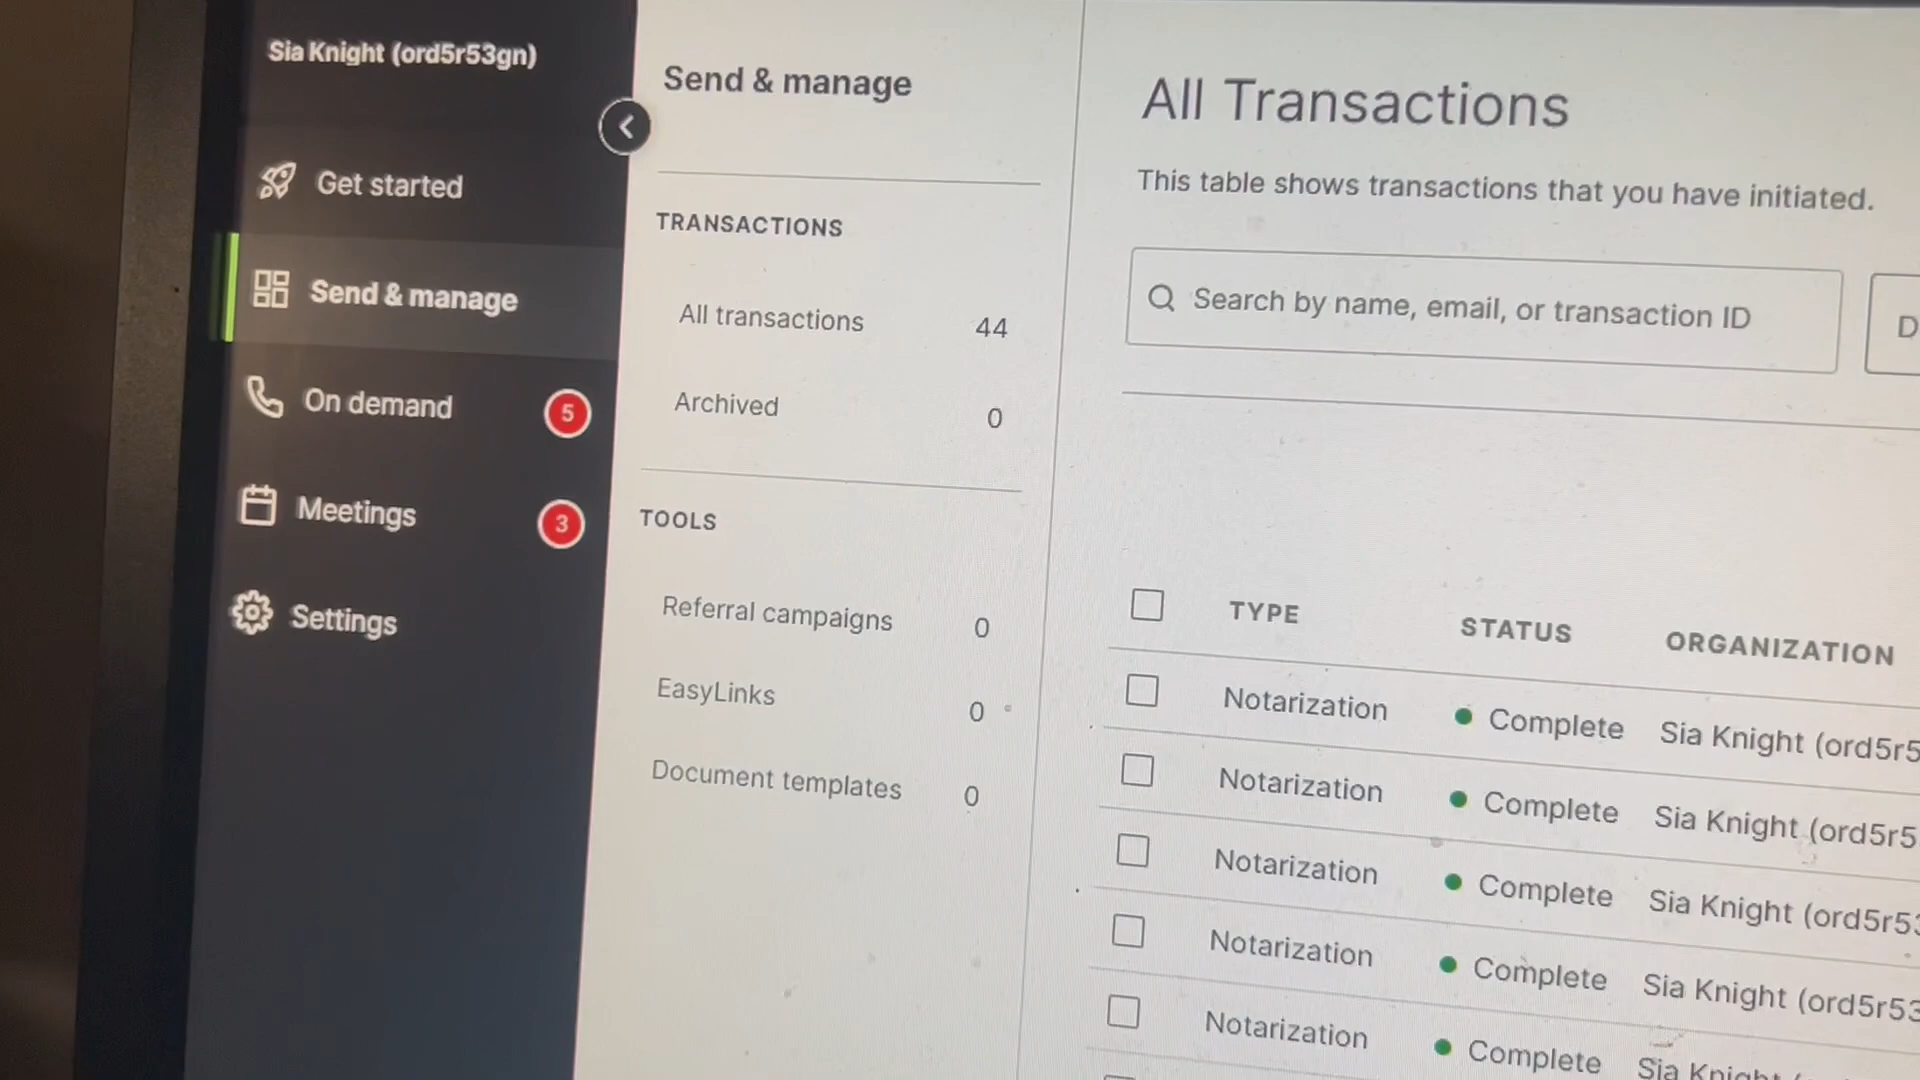 Sia Knight (ord5r53gn)
Get started
Send & manage
On demand 5
Meetings 3
Settings
Send & manage
TRANSACTIONS
All transactions 44
Archived 0
TOOLS
Referral campaigns 0
EasyLinks 0
Document templates 0
All Transactions
This table shows transactions that you have initiated.
Search by name, email, or transaction ID
D
TYPE STATUS ORGANIZATION
Notarization Complete Sia Knight (ord5r5
Notarization Complete Sia Knight (ord5r5
Notarization Complete Sia Knight (ord5r53
Notarization Complete Sia Knight (ord5r53
Notarization Complete Sia Knight